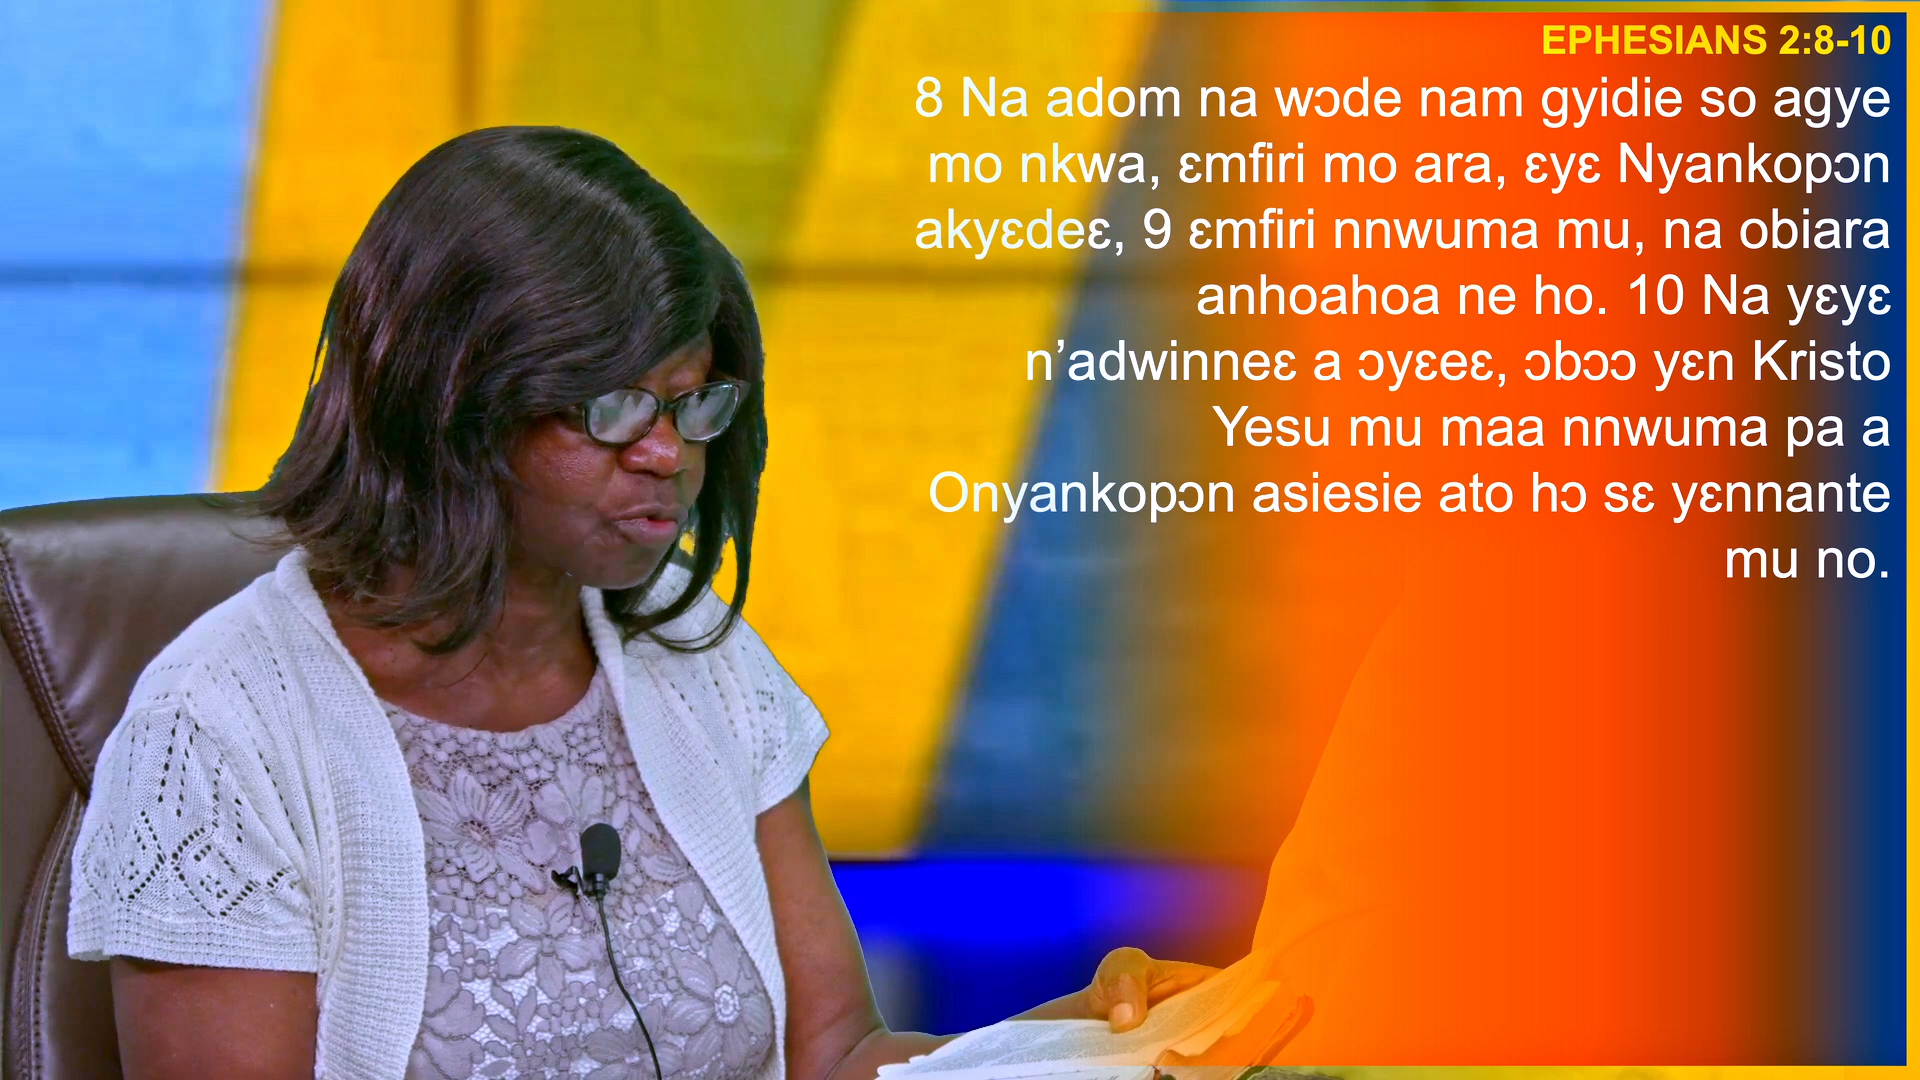 EPHESIANS 2:8-10
8 Na adom na wɔde nam gyidie so agye
mo nkwa, ɛmfiri mo ara, ɛyɛ Nyankopɔn
akyɛdeɛ, 9 ɛmfiri nnwuma mu, na obiara
anhoahoa ne ho. 10 Na yɛyɛ
n’adwinneɛ a ɔyɛeɛ, ɔbɔɔ yɛn Kristo
Yesu mu maa nnwuma pa a
Onyankopɔn asiesie ato hɔ sɛ yɛnnante
mu no.